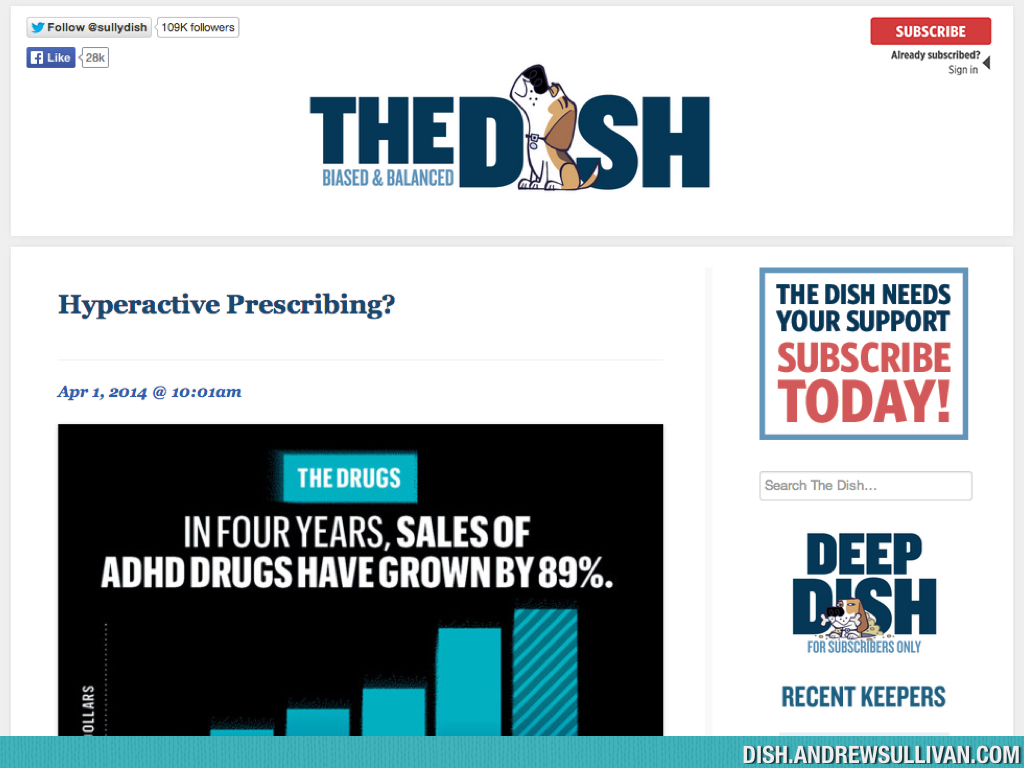 Follow @sullydish
109K followers
Like
28k
SUBSCRIBE
Already subscribed?
Sign in
THE DISH
BIASED & BALANCED
Hyperactive Prescribing?
Apr 1, 2014 @ 10:01am
THE DRUGS
IN FOUR YEARS, SALES OF
ADHD DRUGS HAVE GROWN BY 89%.
OLLARS
THE DISH NEEDS
YOUR SUPPORT
SUBSCRIBE
TODAY!
Search The Dish...
DEEP
DISH
FOR SUBSCRIBERS ONLY
RECENT KEEPERS
DISH.ANDREWSULLIVAN.COM